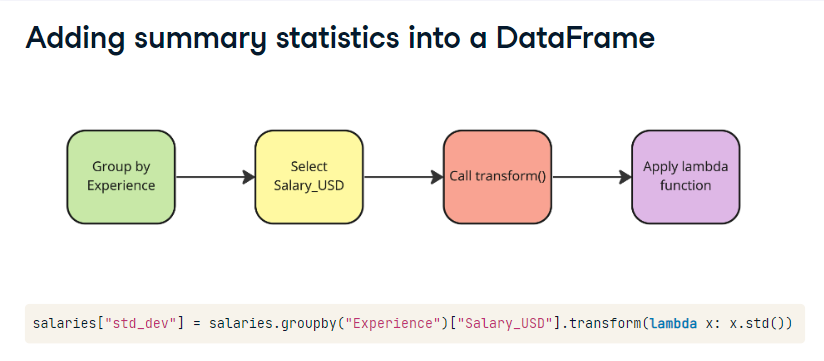 Adding summary statistics into a DataFrame
Group by
Experience
Select
Salary_USD
Call transform()
Apply lambda
function
salaries["std_dev"] = salaries.groupby("Experience")["Salary_USD"].transform(lambda x: x.std())